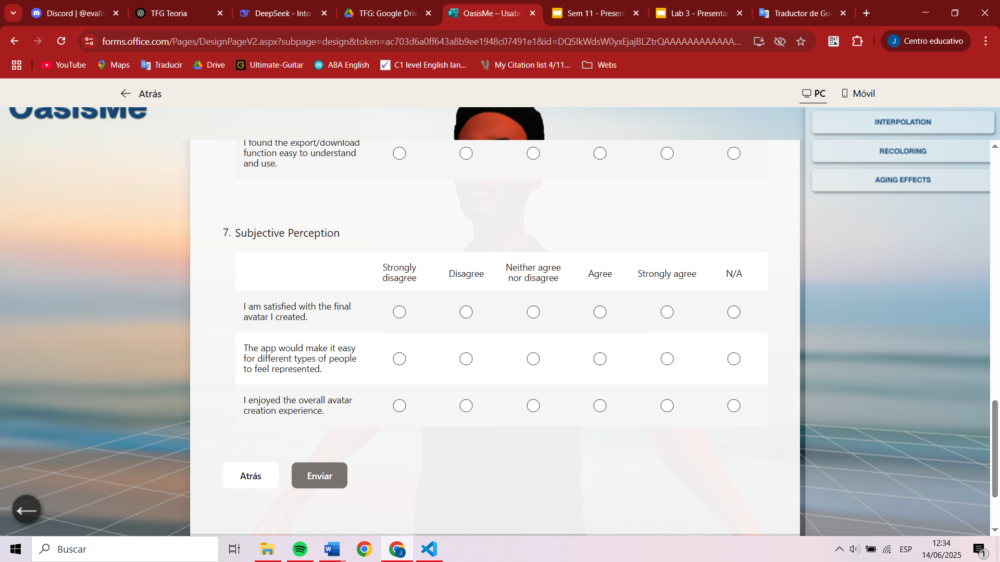 Discord | @evalls
TFG Teoria
DeepSeek - Into
TFG: Google Driv
OasisMe – Usabil
Sem 11 - Present
Lab 3 - Presentac
Traductor de Go
forms.office.com/Pages/DesignPageV2.aspx?subpage=design&token=ac703d6a0ff643a8b9ee1948c07491e1&id=DQSIkWdsW0yxEjajBLZtrQAAAAAAAAAAAAA...
J Centro educativo
YouTube
Maps
Traducir
Drive
Ultimate-Guitar
ABA English
C1 level English lan...
My Citation list 4/11...
Webs
Atrás
PC
Móvil
OasisMe
INTERPOLATION
RECOLORING
AGING EFFECTS
I found the export/download
function easy to understand
and use.
7. Subjective Perception
Strongly
disagree
Disagree
Neither agree
nor disagree
Agree
Strongly agree
N/A
I am satisfied with the final
avatar I created.
The app would make it easy
for different types of people
to feel represented.
I enjoyed the overall avatar
creation experience.
Atrás
Enviar
Buscar
ESP
12:34
14/06/2025
1